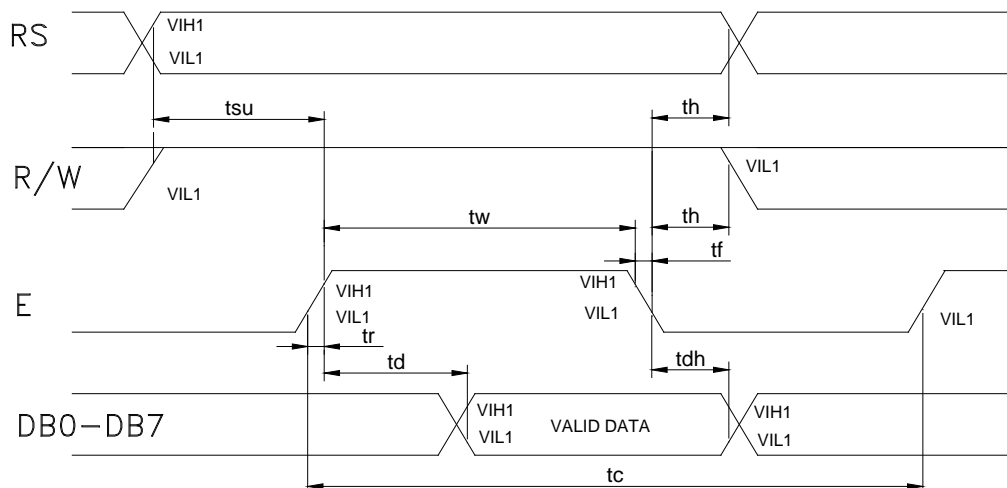 RS
VIH1
VIL1
tsu
th
R/W
VIL1
VIL1
tw
th
tf
E
VIH1
VIL1
VIH1
VIL1
VIL1
tr
td
tdh
DB0-DB7
VIH1
VIL1
VALID DATA
VIH1
VIL1
tc